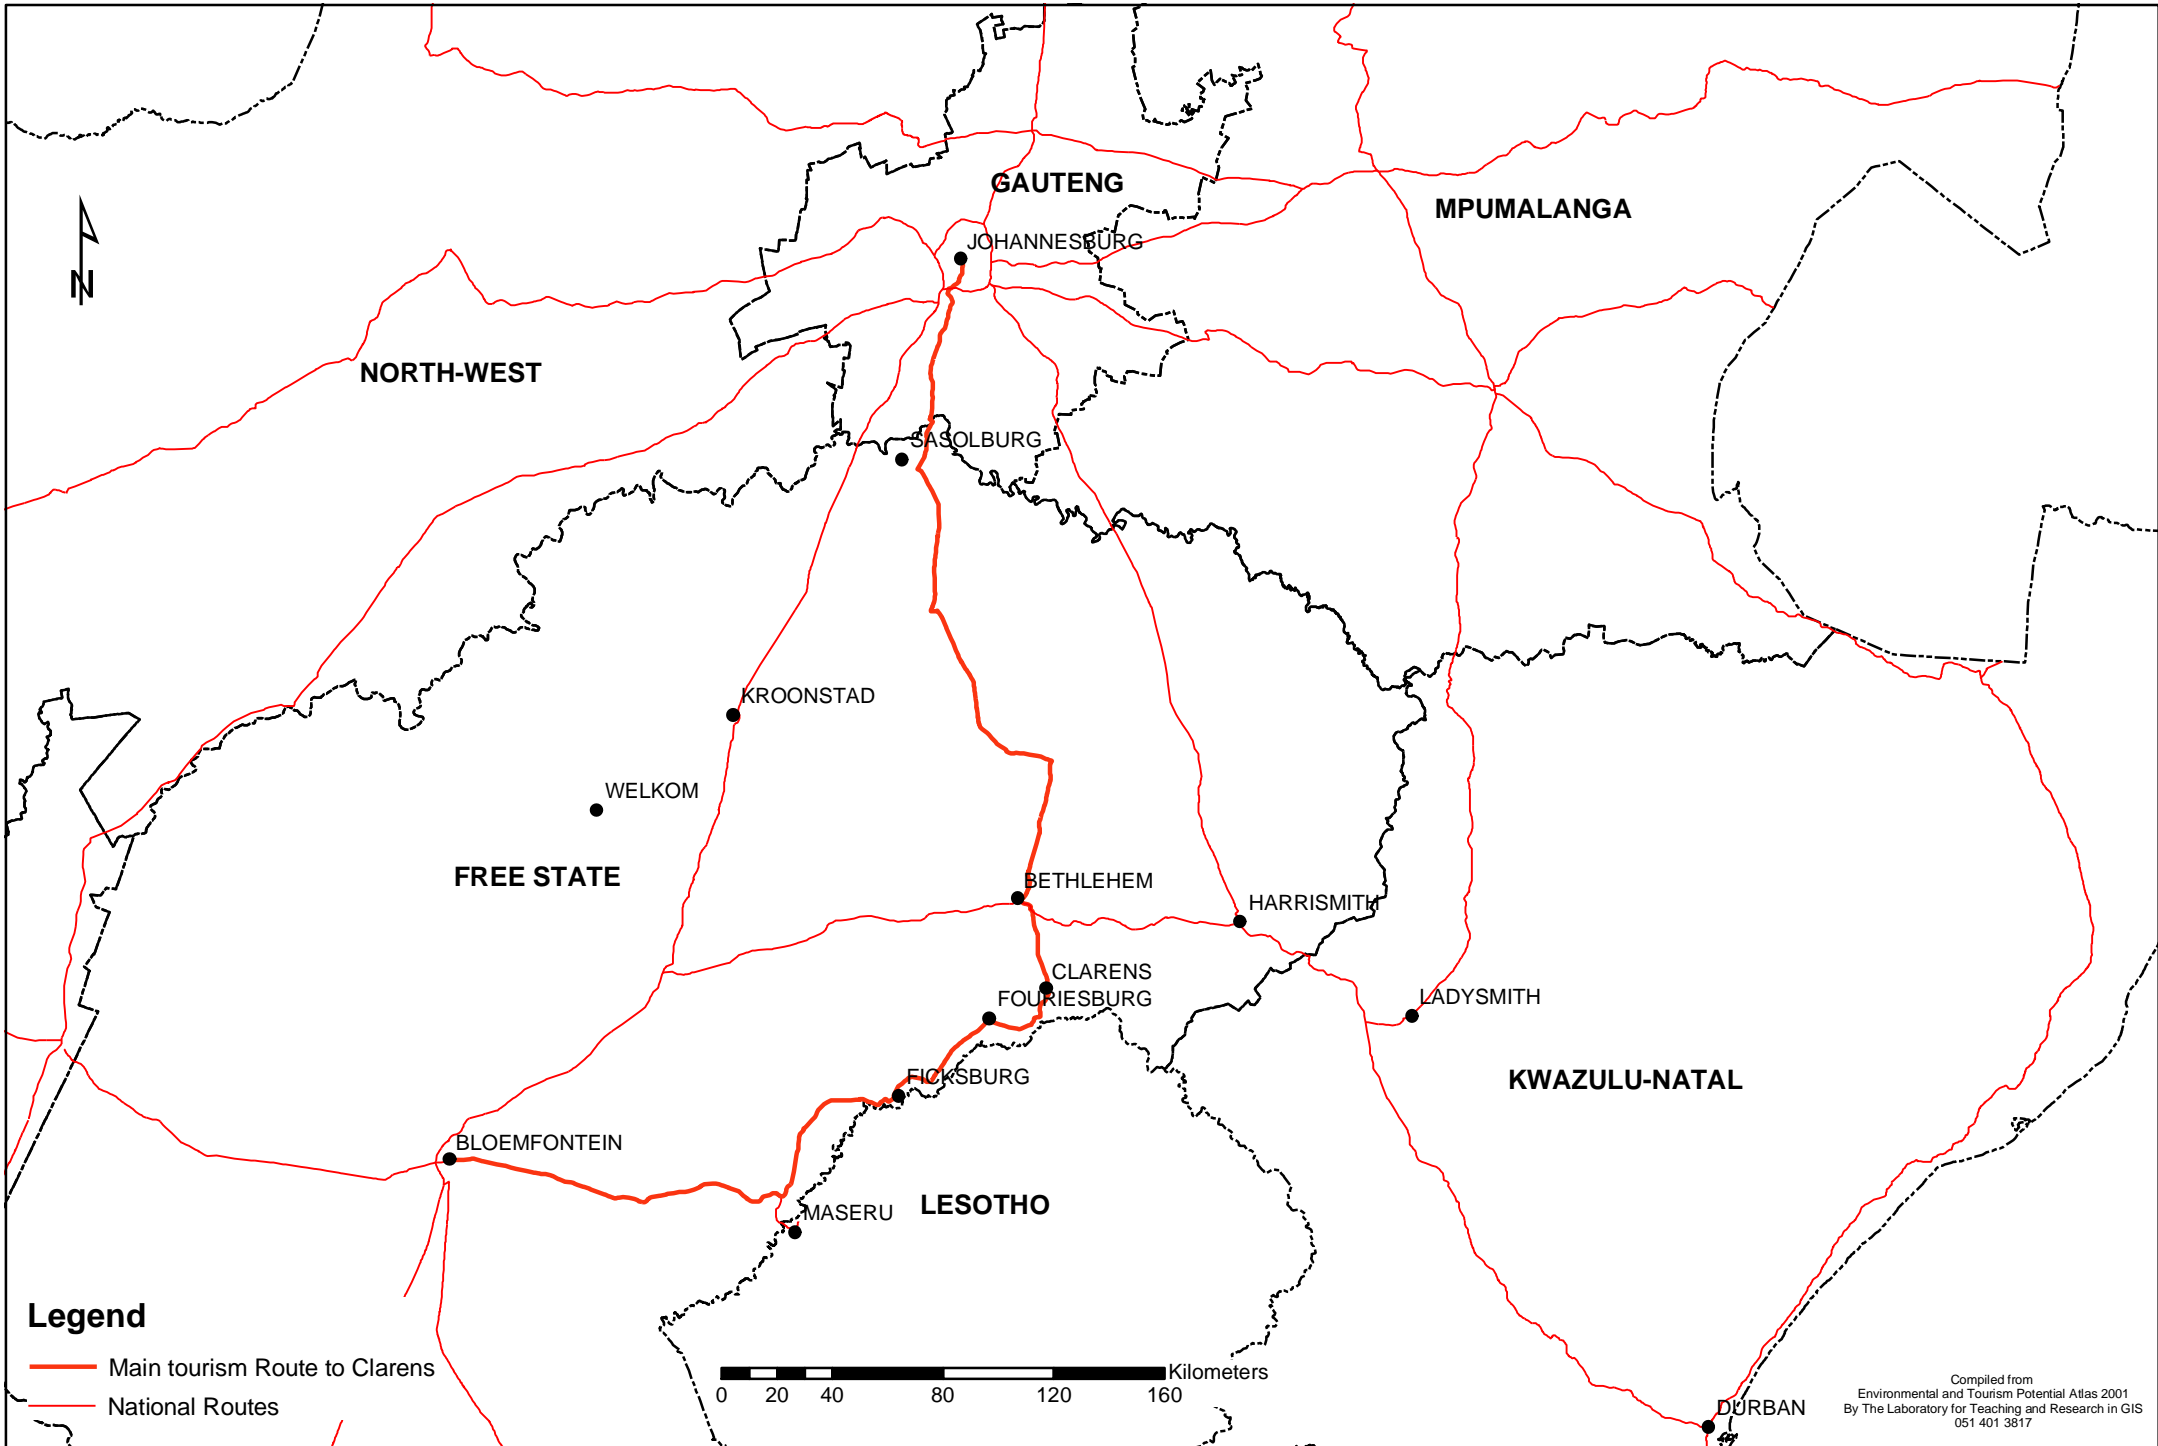 GAUTENG
MPUMALANGA
JOHANNESBURG
N
NORTH-WEST
SASOLBURG
KROONSTAD
WELKOM
FREE STATE
BETHLEHEM
HARRISMITH
CLARENS
FOURIESBURG
LADYSMITH
FICKSBURG
KWAZULU-NATAL
BLOEMFONTEIN
MASERU
LESOTHO
Legend
Main tourism Route to Clarens
National Routes
Kilometers
0 20 40 80 120 160
DURBAN
Compiled from
Environmental and Tourism Potential Atlas 2001
By The Laboratory for Teaching and Research in GIS
051 401 3817